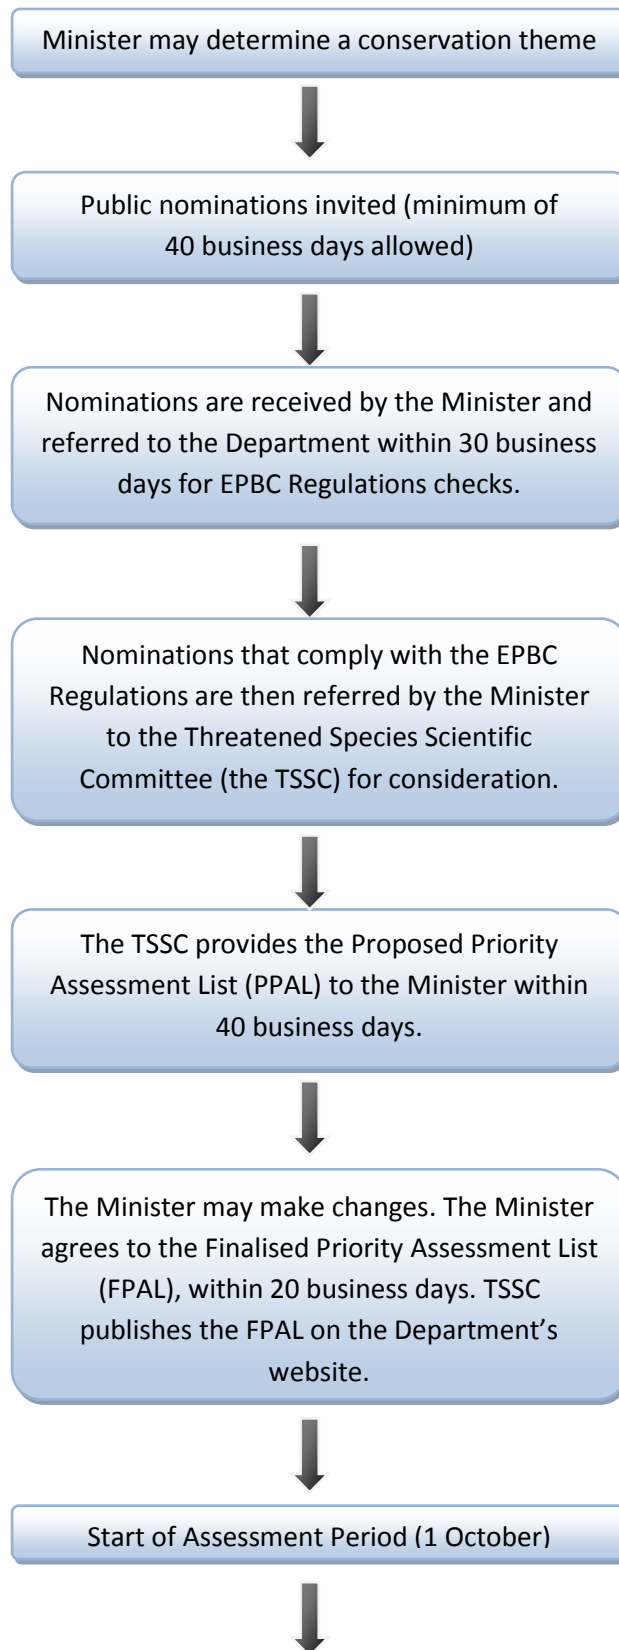 Minister may determine a conservation theme
Public nominations invited (minimum of
40 business days allowed)
Nominations are received by the Minister and
referred to the Department within 30 business
days for EPBC Regulations checks.
Nominations that comply with the EPBC
Regulations are then referred by the Minister
to the Threatened Species Scientific
Committee (the TSSC) for consideration.
The TSSC provides the Proposed Priority
Assessment List (PPAL) to the Minister within
40 business days.
The Minister may make changes. The Minister
agrees to the Finalised Priority Assessment List
(FPAL), within 20 business days. TSSC
publishes the FPAL on the Department’s
website.
Start of Assessment Period (1 October)